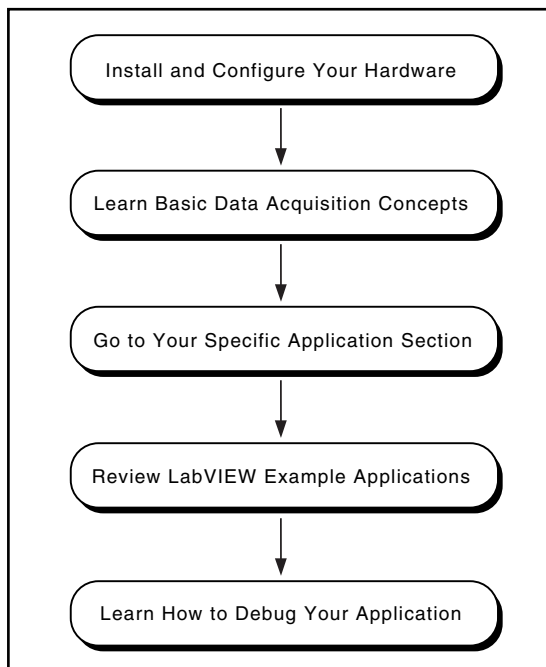 Install and Configure Your Hardware
Learn Basic Data Acquisition Concepts
Go to Your Specific Application Section
Review LabVIEW Example Applications
Learn How to Debug Your Application